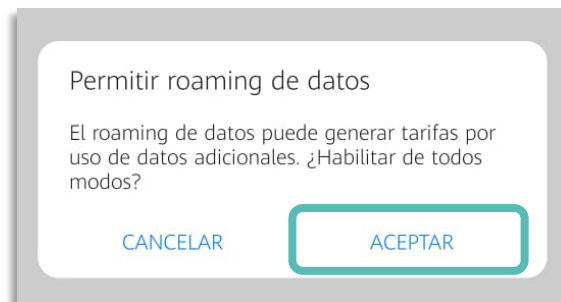 Permitir roaming de datos
El roaming de datos puede generar tarifas por
uso de datos adicionales. ¿Habilitar de todos
modos?
CANCELAR ACEPTAR